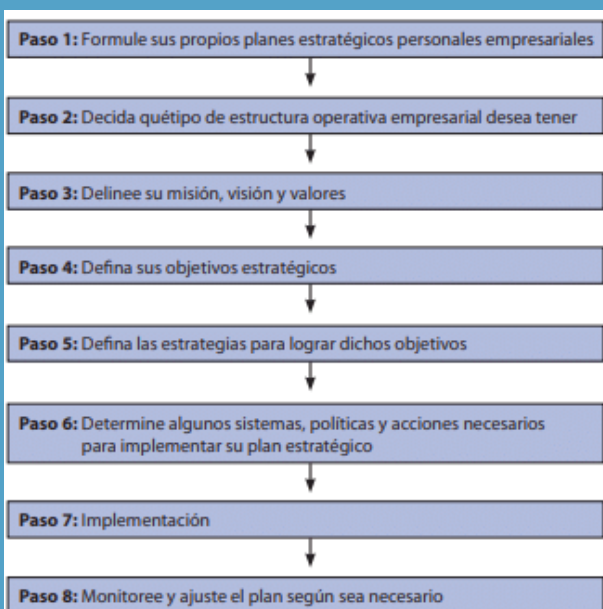 Paso 1: Formule sus propios planes estratégicos personales empresariales
Paso 2: Decida quétipo de estructura operativa empresarial desea tener
Paso 3: Delinee su misión, visión y valores
Paso 4: Defina sus objetivos estratégicos
Paso 5: Defina las estrategias para lograr dichos objetivos
Paso 6: Determine algunos sistemas, políticas y acciones necesarios
para implementar su plan estratégico
Paso 7: Implementación
Paso 8: Monitoree y ajuste el plan según sea necesario